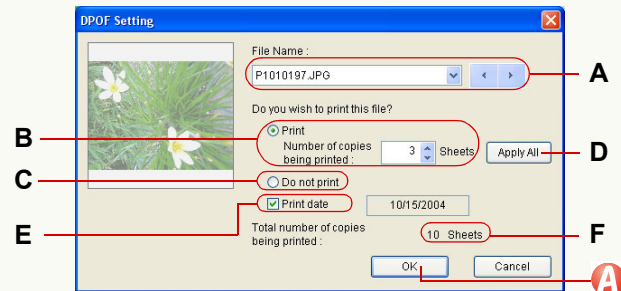 DPOF Setting
File Name :
P1010197.JPG
A
Do you wish to print this file?
B
Print
Number of copies
being printed :
3
Sheets
Apply All
D
C
Do not print
E
Print date
10/15/2004
Total number of copies
being printed :
10 Sheets
F
OK
Cancel
A